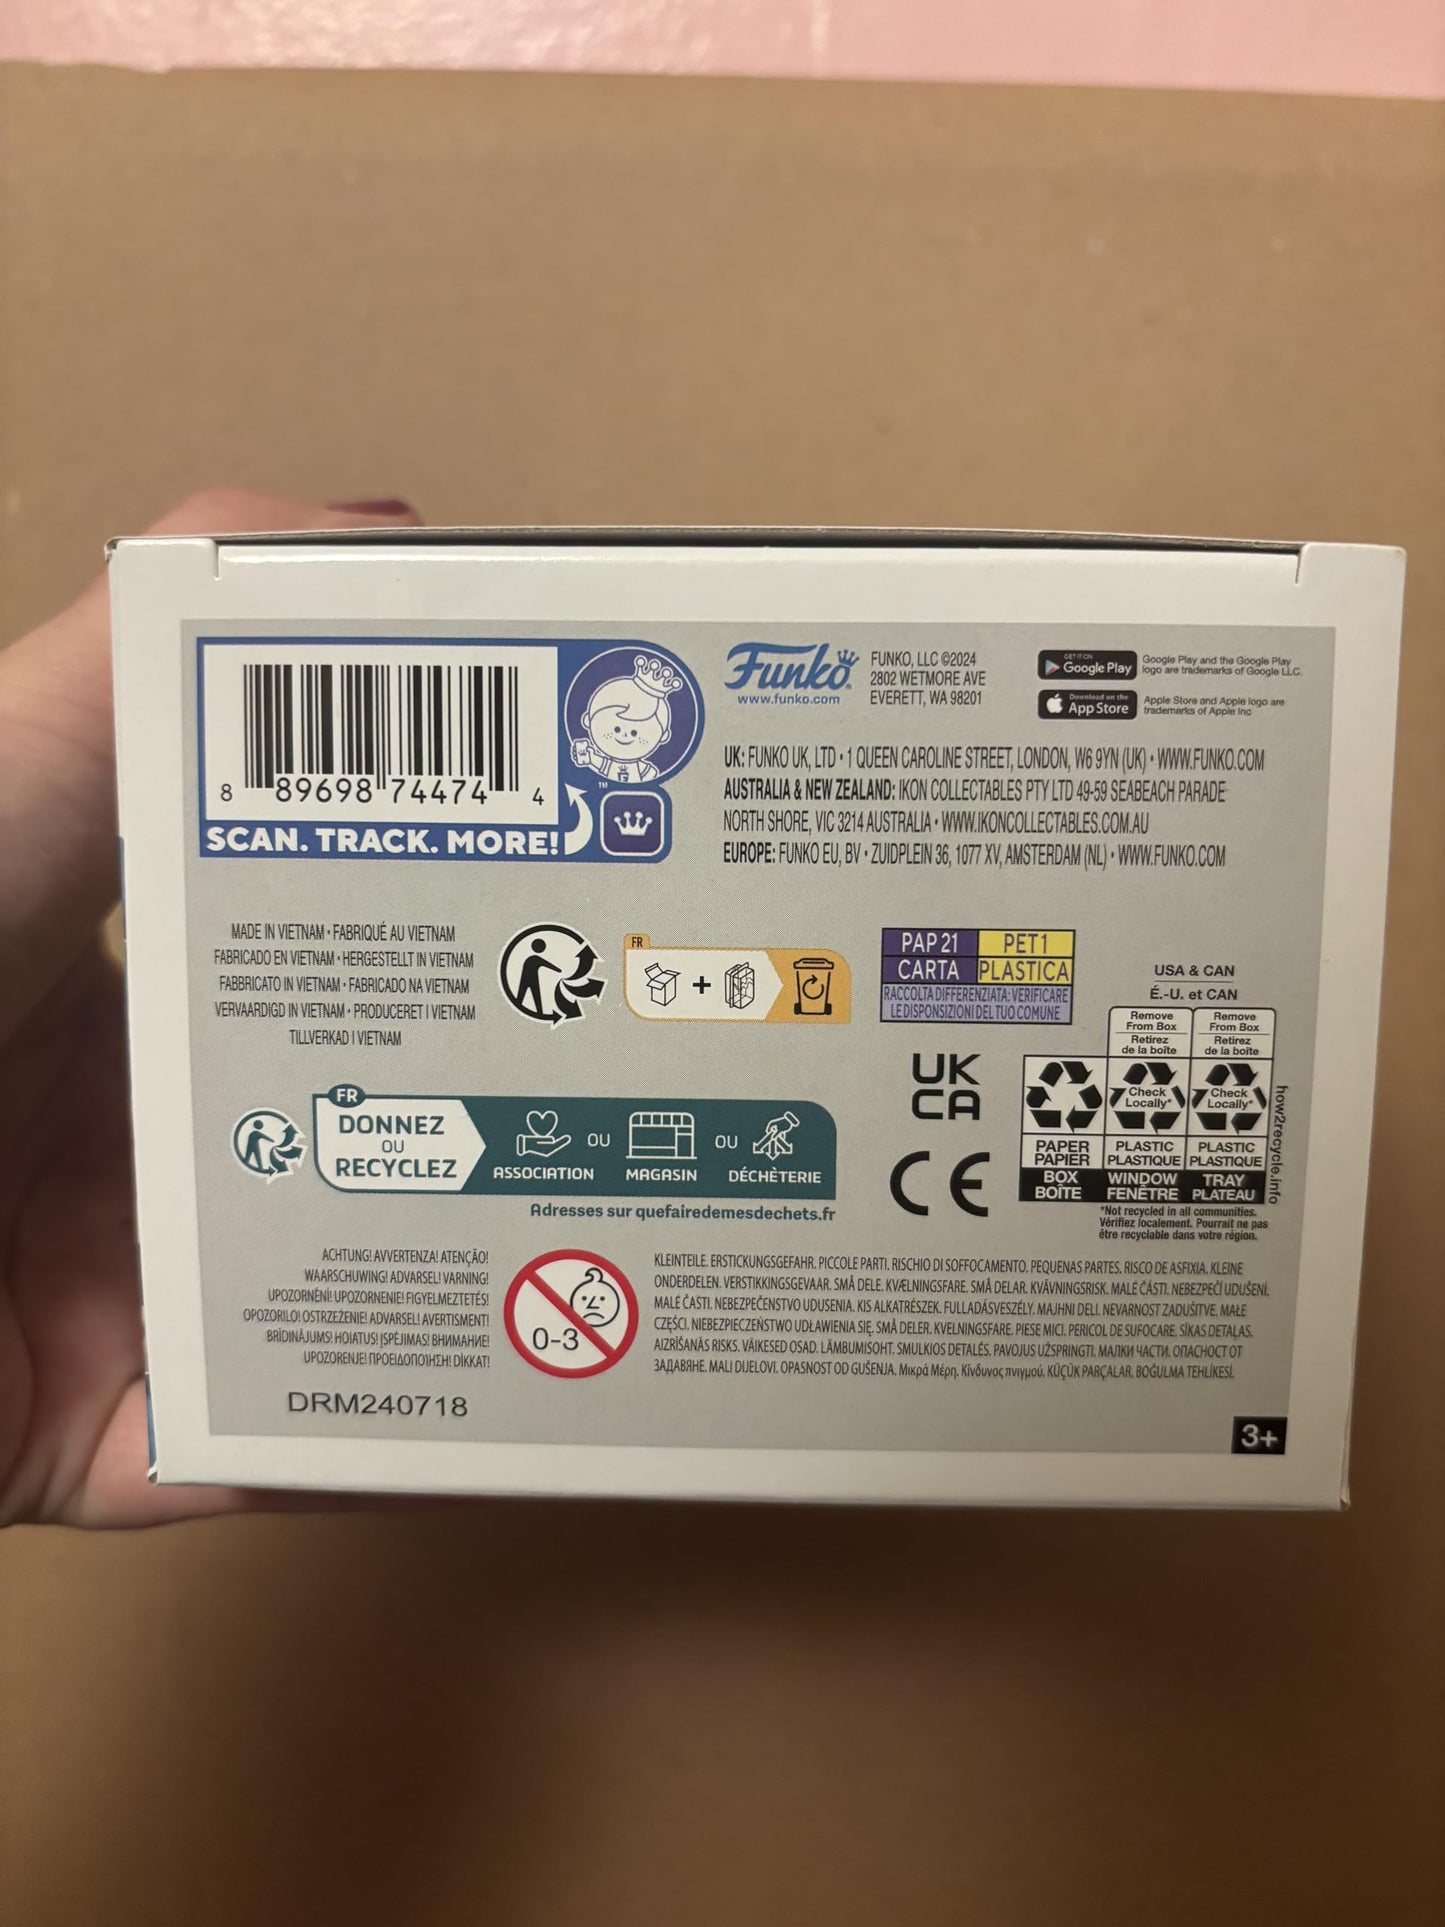 8 89698 74474 4
SCAN. TRACK. MORE!
™
Funko®
www.funko.com
FUNKO, LLC ©2024
2802 WETMORE AVE
EVERETT, WA 98201
GET IT ON
Google Play
Google Play and the Google Play
logo are trademarks of Google LLC.
Download on the
App Store
Apple Store and Apple logo are
trademarks of Apple Inc
UK: FUNKO UK, LTD • 1 QUEEN CAROLINE STREET, LONDON, W6 9YN (UK) • WWW.FUNKO.COM
AUSTRALIA & NEW ZEALAND: IKON COLLECTABLES PTY LTD 49-59 SEABEACH PARADE
NORTH SHORE, VIC 3214 AUSTRALIA • WWW.IKONCOLLECTABLES.COM.AU
EUROPE: FUNKO EU, BV • ZUIDPLEIN 36, 1077 XV, AMSTERDAM (NL) • WWW.FUNKO.COM
MADE IN VIETNAM • FABRIQUÉ AU VIETNAM
FABRICADO EN VIETNAM • HERGESTELLT IN VIETNAM
FABBRICATO IN VIETNAM • FABRICADO NA VIETNAM
VERVAARDIGD IN VIETNAM • PRODUCERET I VIETNAM
TILLVERKAD I VIETNAM
FR
+
PAP 21 PET1
CARTA PLASTICA
RACCOLTA DIFFERENZIATA: VERIFICARE
LE DISPONSIZIONI DEL TUO COMUNE
USA & CAN
É.-U. et CAN
Remove
From Box
Retirez
de la boîte
Remove
From Box
Retirez
de la boîte
Check
Locally*
Check
Locally*
PAPER
PAPIER
PLASTIC
PLASTIQUE
PLASTIC
PLASTIQUE
BOX
BOÎTE
WINDOW
FENÊTRE
TRAY
PLATEAU
how2recycle.info
*Not recycled in all communities.
Vérifiez localement. Pourrait ne pas
être recyclable dans votre région.
UK
CA
CE
FR
DONNEZ
OU
RECYCLEZ
ASSOCIATION
OU
MAGASIN
OU
DÉCHÈTERIE
Adresses sur quefairedemesdechets.fr
ACHTUNG! AVVERTENZA! ATENÇÃO!
WAARSCHUWING! ADVARSEL! VARNING!
UPOZORNĚNÍ! UPOZORNENIE! FIGYELMEZTETÉS!
OPOZORILO! OSTRZEŻENIE! ADVARSEL! AVERTISMENT!
BRĪDINĀJUMS! HOIATUS! ĮSPĖJIMAS! ВНИМАНИЕ!
UPOZORENJE! ΠΡΟΕΙΔΟΠΟΙΗΣΗ! DİKKAT!
0-3
KLEINTEILE. ERSTICKUNGSGEFAHR. PICCOLE PARTI. RISCHIO DI SOFFOCAMENTO. PEQUENAS PARTES. RISCO DE ASFIXIA. KLEINE
ONDERDELEN. VERSTIKKINGSGEVAAR. SMÅ DELE. KVÆLNINGSFARE. SMÅ DELAR. KVÄVNINGSRISK. MALÉ ČÁSTI. NEBEZPEČÍ UDUŠENÍ.
MALÉ ČASTI. NEBEZPEČENSTVO UDUSENIA. KIS ALKATRÉSZEK. FULLADÁSVESZÉLY. MAJHNI DELI. NEVARNOST ZADUŠITVE. MAŁE
CZĘŚCI. NIEBEZPIECZEŃSTWO UDŁAWIENIA SIĘ. SMÅ DELER. KVELNINGSFARE. PIESE MICI. PERICOL DE SUFOCARE. SĪKAS DETAĻAS.
AIZRĪŠANĀS RISKS. VÄIKESED OSAD. LÄMBUMISOHT. SMULKIOS DETALĖS. PAVOJUS UŽSPRINGTI. МАЛКИ ЧАСТИ. ОПАСНОСТ ОТ
ЗАДАВЯНЕ. MALI DIJELOVI. OPASNOST OD GUŠENJA. Μικρά Μέρη. Κίνδυνος πνιγμού. KÜÇÜK PARÇALAR. BOĞULMA TEHLİKESİ.
DRM240718
3+